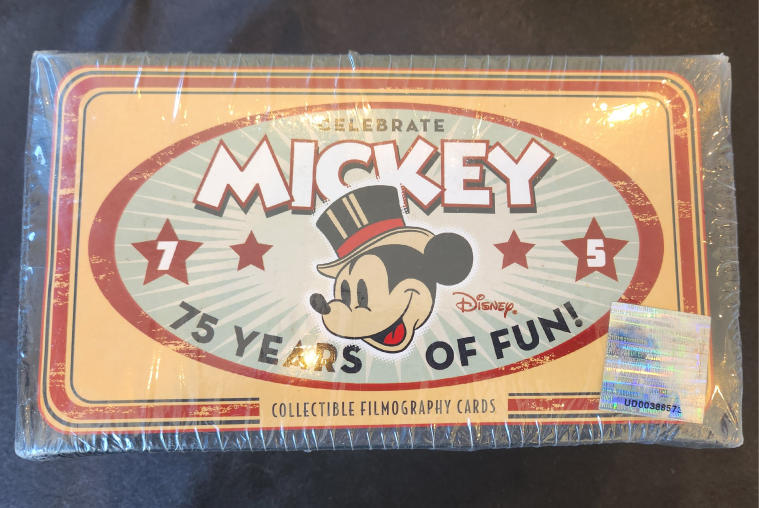 CELEBRATE
MICKEY
7 5
Disney
75 YEARS OF FUN!
COLLECTIBLE FILMOGRAPHY CARDS